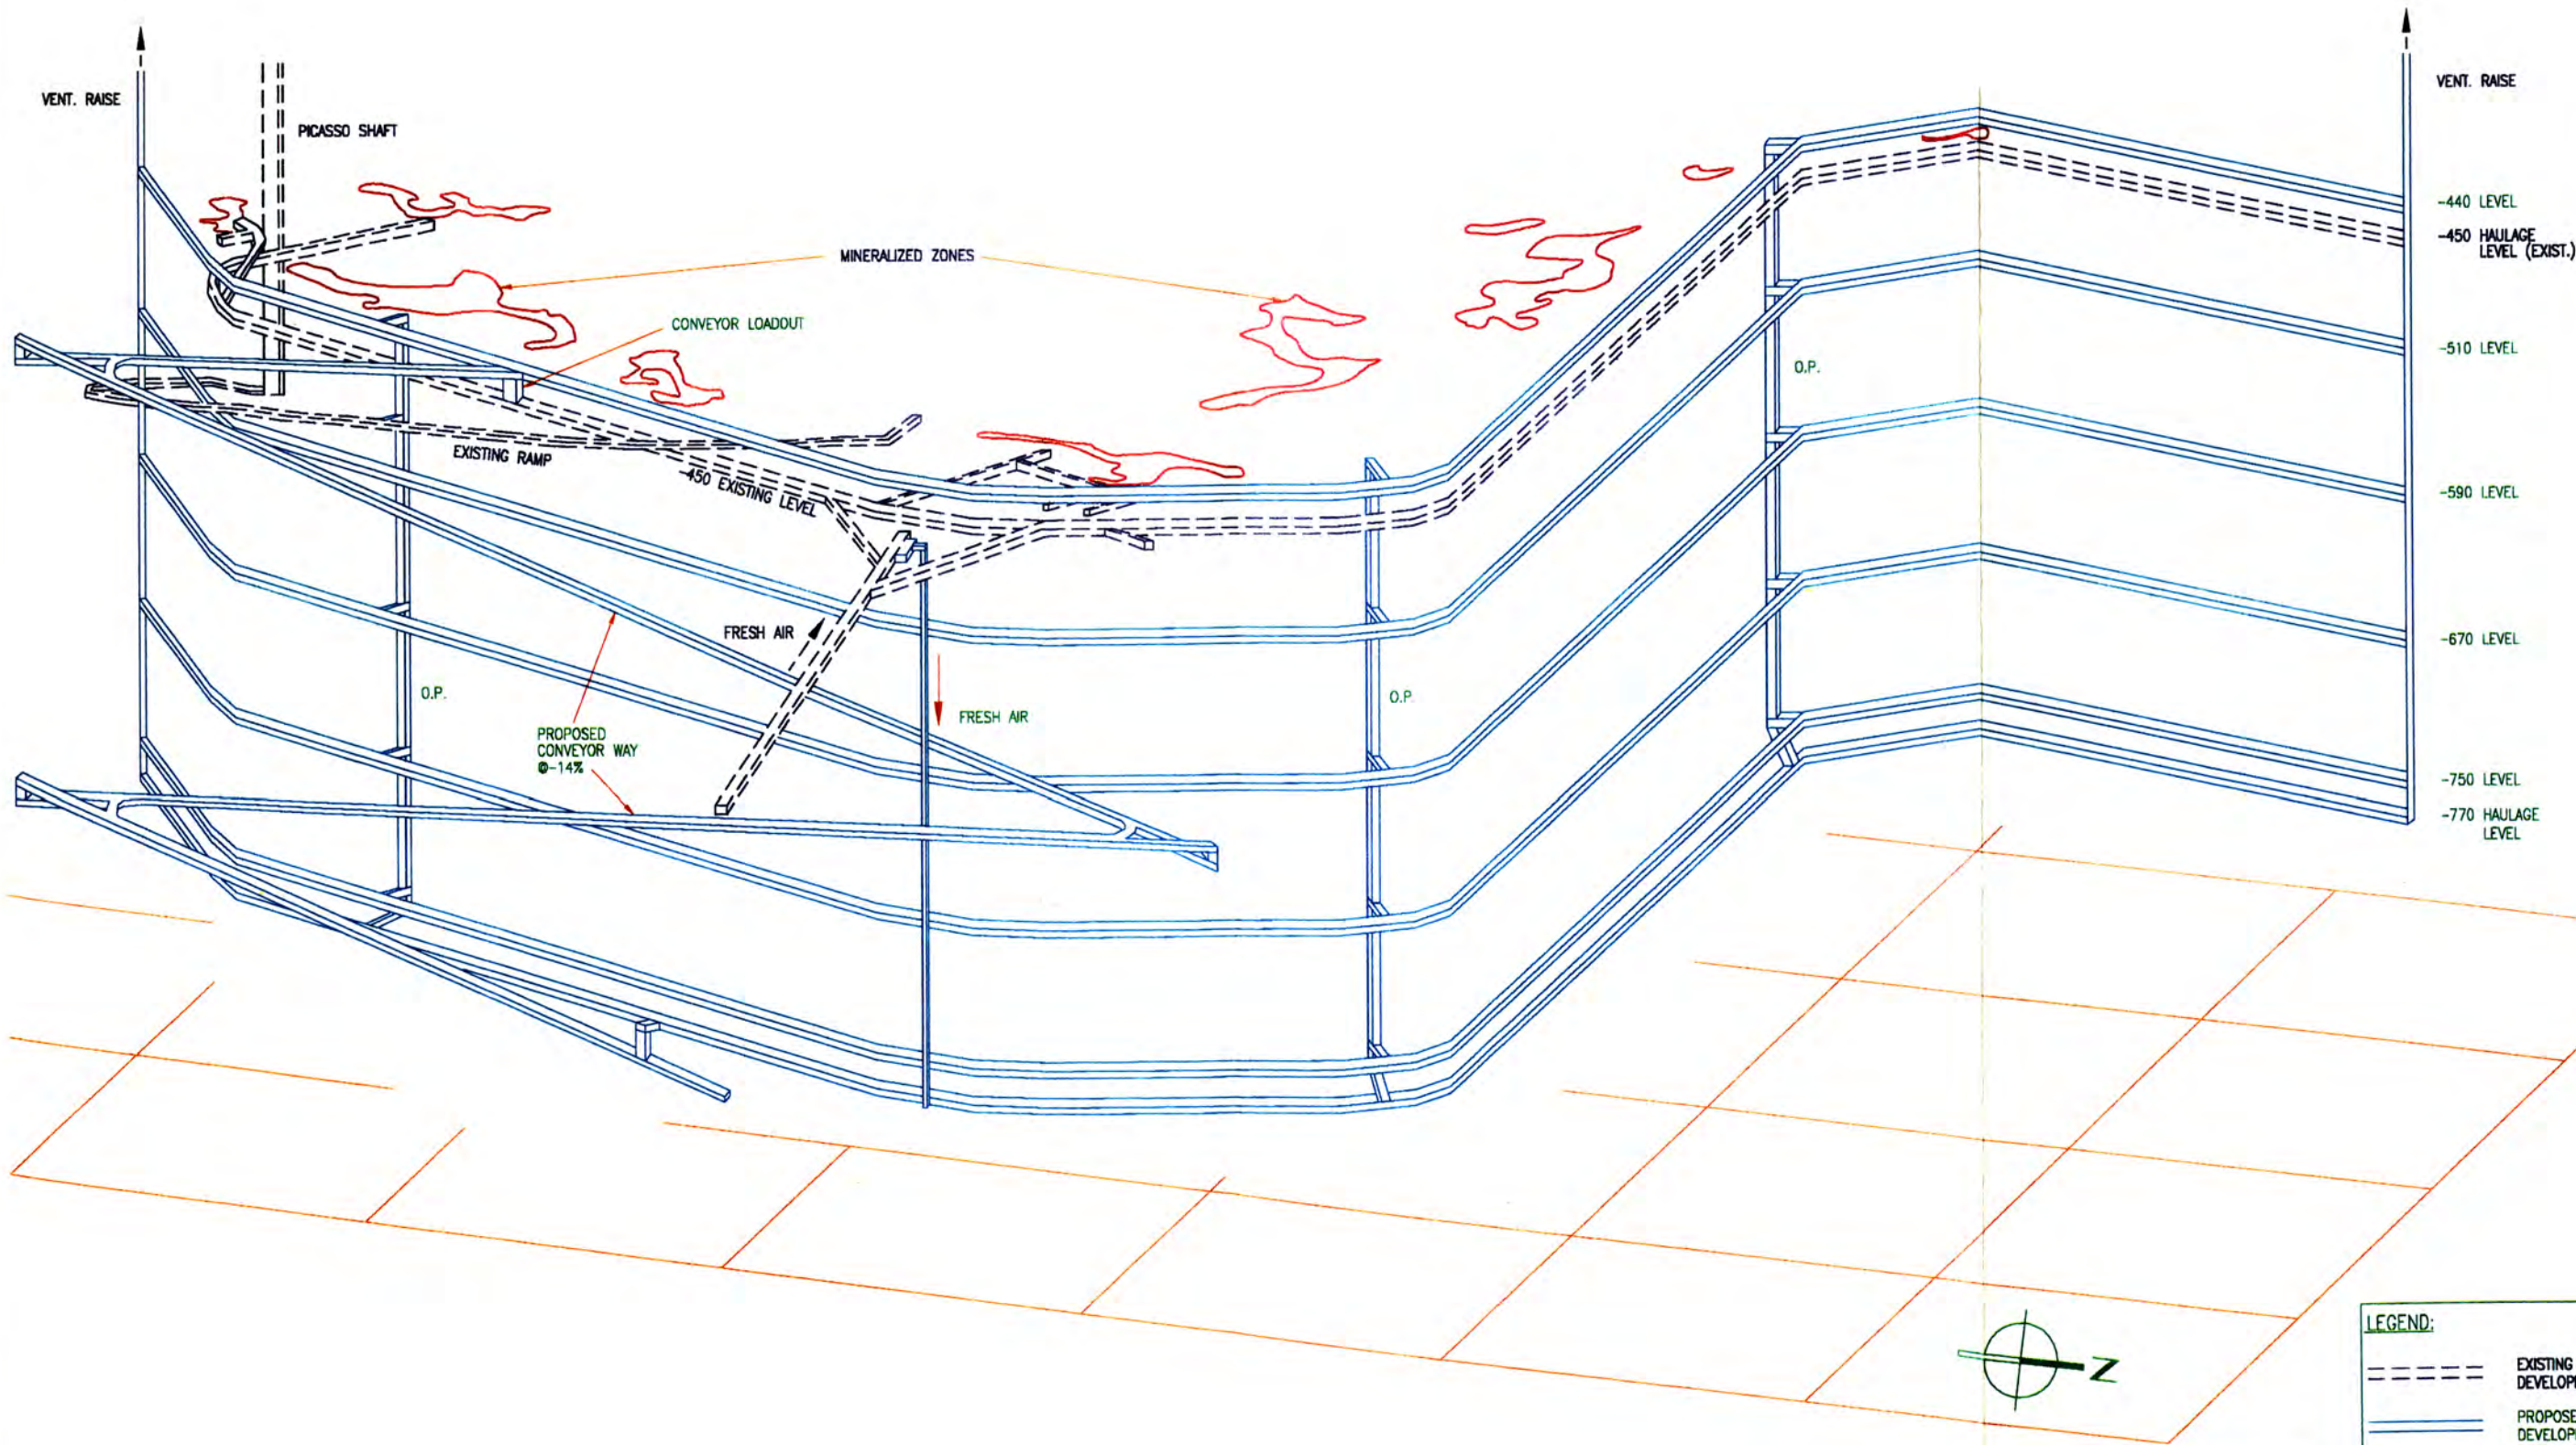 VENT. RAISE
PICASSO SHAFT
VENT. RAISE
-440 LEVEL
-450 HAULAGE
LEVEL (EXIST.)
MINERALIZED ZONES
CONVEYOR LOADOUT
-510 LEVEL
O.P.
EXISTING RAMP
-450 EXISTING LEVEL
-590 LEVEL
FRESH AIR
-670 LEVEL
O.P.
O.P.
FRESH AIR
PROPOSED
CONVEYOR WAY
@-14%
-750 LEVEL
-770 HAULAGE
LEVEL
LEGEND:
Z
EXISTING
DEVELOP
PROPOSE
DEVELOP